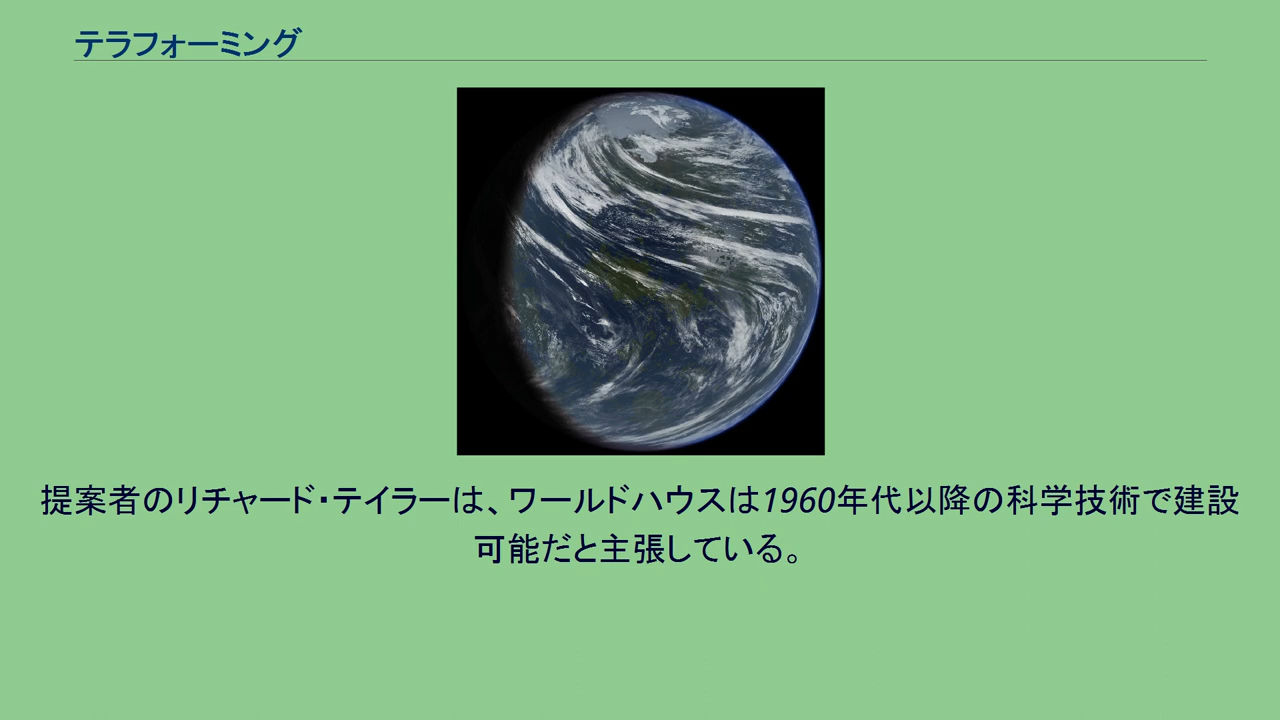 テラフォーミング
提案者のリチャード・テイラーは、ワールドハウスは1960年代以降の科学技術で建設
可能だと主張している。